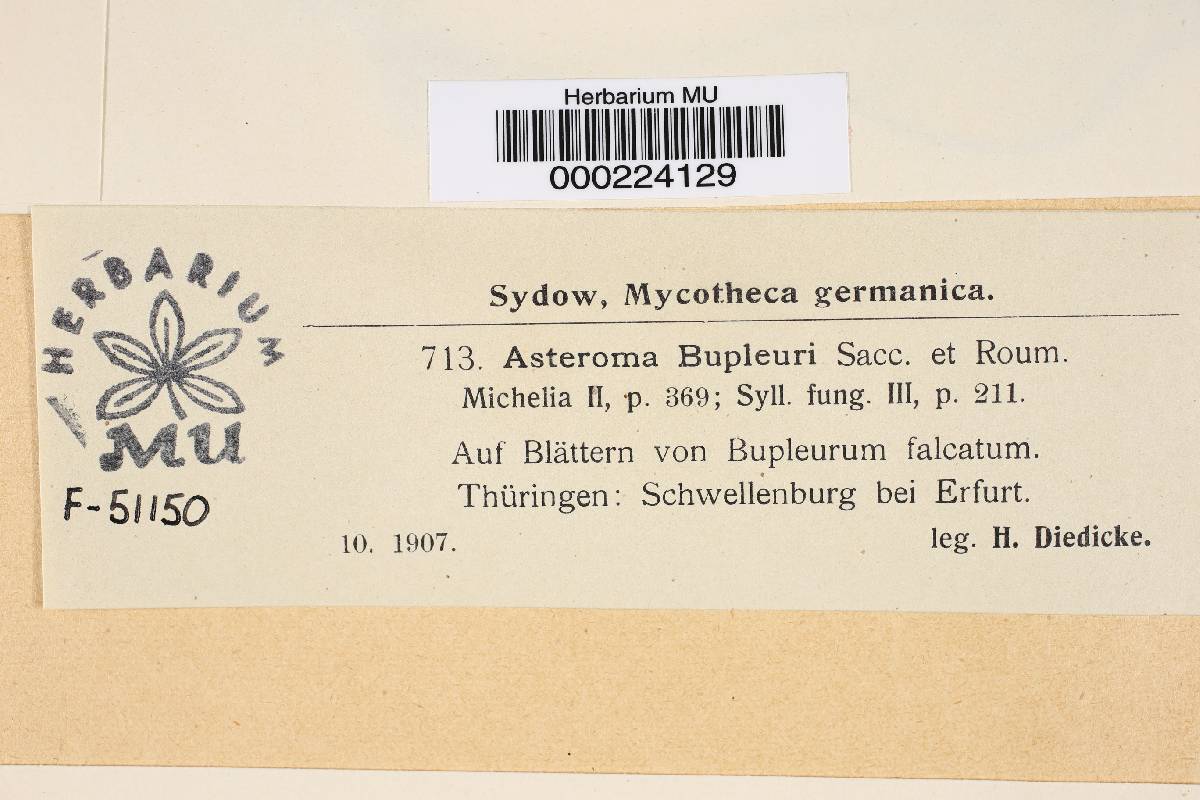 Herbarium MU
000224129
HERBARIUM
MU
F-51150
Sydow, Mycotheca germanica.
713. Asteroma Bupleuri Sacc. et Roum.
Michelia II, p. 369; Syll. fung. III, p. 211.
Auf Blättern von Bupleurum falcatum.
Thüringen: Schwellenburg bei Erfurt.
10. 1907. leg. H. Diedicke.